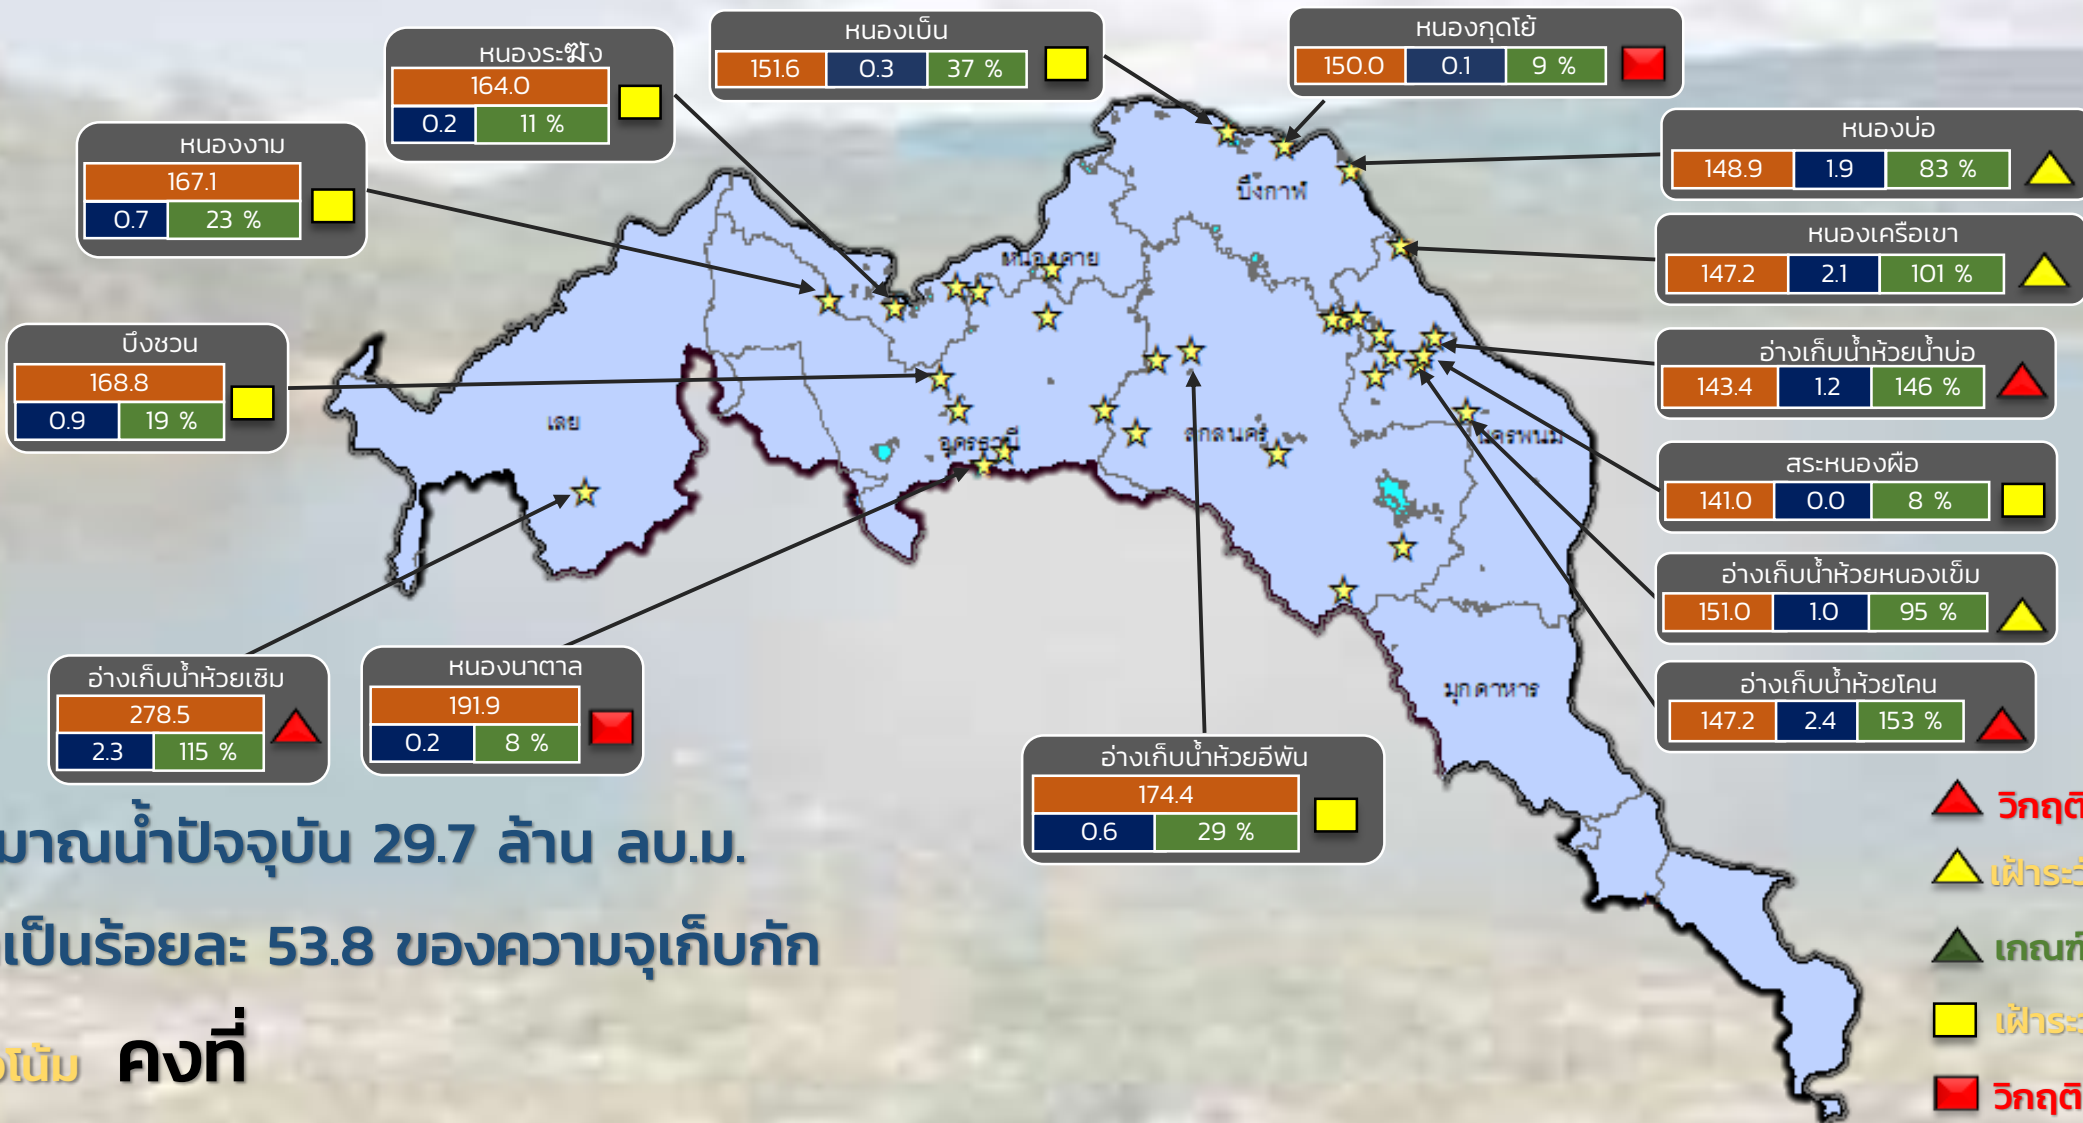 หนองเบ็น
151.6 0.3 37 %
หนองกุดโย้
150.0 0.1 9 %
164.0
0.2 11 %
หนองงาม
167.1
0.7 23 %
หนองบ่อ
148.9 1.9 83 %
หนองเครือเขา
147.2 2.1 101 %
บึงชวน
168.8
0.9 19 %
อ่างเก็บน้ำห้วยน้ำบ่อ
143.4 1.2 146 %
สระหนองผือ
141.0 0.0 8 %
อ่างเก็บน้ำห้วยหนองเข็ม
151.0 1.0 95 %
อ่างเก็บน้ำห้วยโคน
147.2 2.4 153 %
อ่างเก็บน้ำห้วยเซิม
278.5
2.3 115 %
หนองนาตาล
191.9
0.2 8 %
อ่างเก็บน้ำห้วยอีพัน
174.4
0.6 29 %
บึงกาฬ
หนองคาย
เลย
อุดรธานี
สกลนคร
นครพนม
มุกดาหาร
มาณน้ำปัจจุบัน 29.7 ล้าน ลบ.ม.
เป็นร้อยละ 53.8 ของความจุเก็บกัก
โน้ม คงที่
วิกฤติ
เฝ้าระวั
เกณฑ์
เฝ้าระวั
วิกฤติ